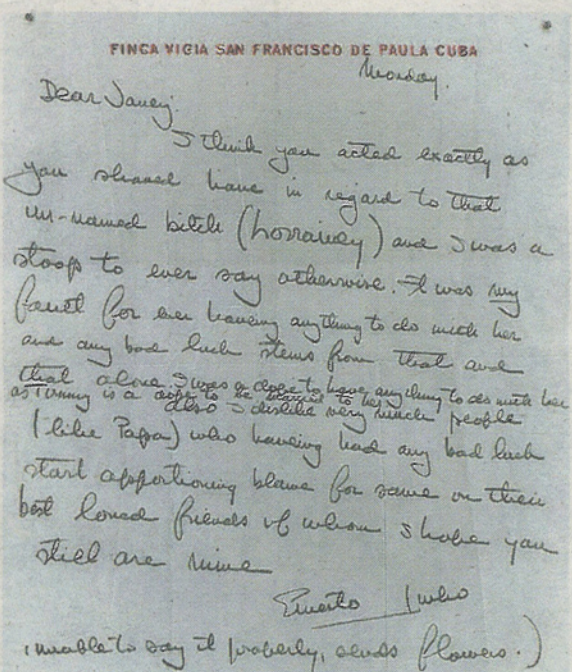 FINCA VIGIA SAN FRANCISCO DE PAULA CUBA
Monday.
Dear Janey:
I think you acted exactly as
you should have in regard to that
un-named bitch (          ) and I was a
stoop to ever say otherwise. It was my
fault for ever having anything to do with her
and any bad luck stems from that and
that alone. I was a dope to have anything to do with her
as Tommy is a dope to be married to her.
Also I dislike very much people
(like Papa) who having had any bad luck
start apportioning blame for same on their
best loved friends of whom I hope you
still are mine
Ernesto (who
unable to say it properly, sends flowers.)